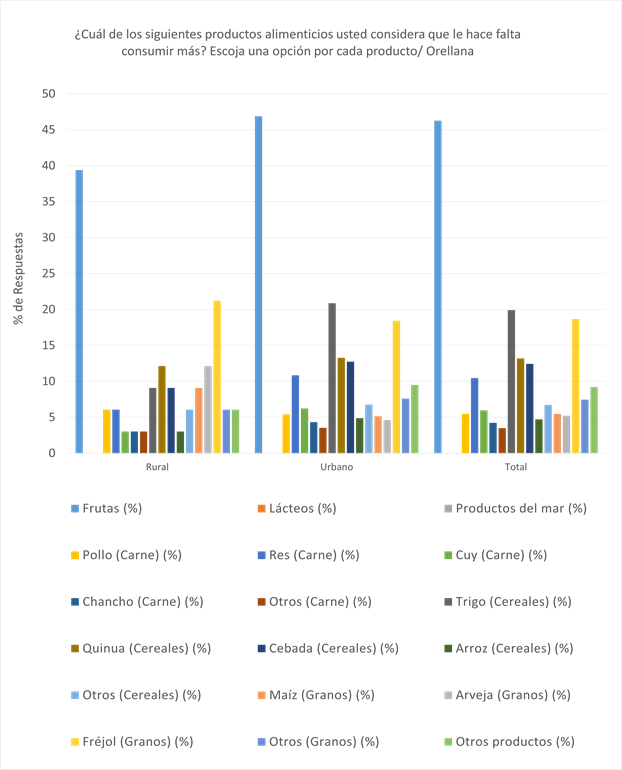 ¿Cuál de los siguientes productos alimenticios usted considera que le hace falta
consumir más? Escoja una opción por cada producto/ Orellana
50
45
40
35
30
25
20
15
10
5
0
% de Respuestas
Rural Urbano Total
Frutas (%) Lácteos (%) Productos del mar (%)
Pollo (Carne) (%) Res (Carne) (%) Cuy (Carne) (%)
Chancho (Carne) (%) Otros (Carne) (%) Trigo (Cereales) (%)
Quinua (Cereales) (%) Cebada (Cereales) (%) Arroz (Cereales) (%)
Otros (Cereales) (%) Maíz (Granos) (%) Arveja (Granos) (%)
Fréjol (Granos) (%) Otros (Granos) (%) Otros productos (%)